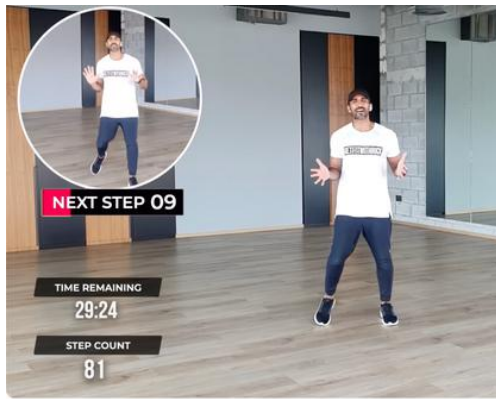 NEXT STEP 09
TIME REMAINING
29:24
STEP COUNT
81